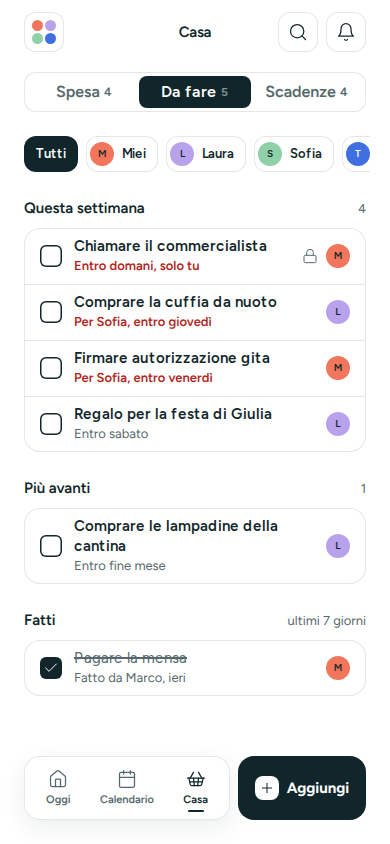 Casa
Spesa 4 Da fare 5 Scadenze 4
Tutti M Miei L Laura S Sofia T
Questa settimana 4
Chiamare il commercialista
Entro domani, solo tu M
Comprare la cuffia da nuoto
Per Sofia, entro giovedì L
Firmare autorizzazione gita
Per Sofia, entro venerdì M
Regalo per la festa di Giulia
Entro sabato L
Più avanti 1
Comprare le lampadine della
cantina L
Entro fine mese
Fatti ultimi 7 giorni
Pagare la mensa
Fatto da Marco, ieri M
Oggi Calendario Casa Aggiungi